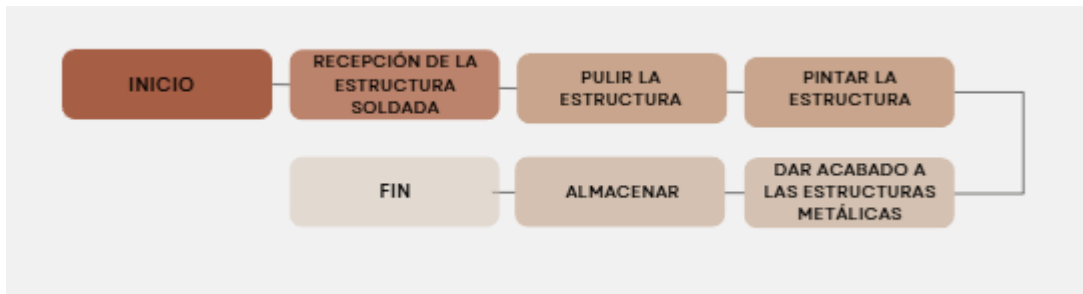 INICIO
RECEPCIÓN DE LA
ESTRUCTURA
SOLDADA
PULIR LA
ESTRUCTURA
PINTAR LA
ESTRUCTURA
DAR ACABADO A
LAS ESTRUCTURAS
METÁLICAS
ALMACENAR
FIN